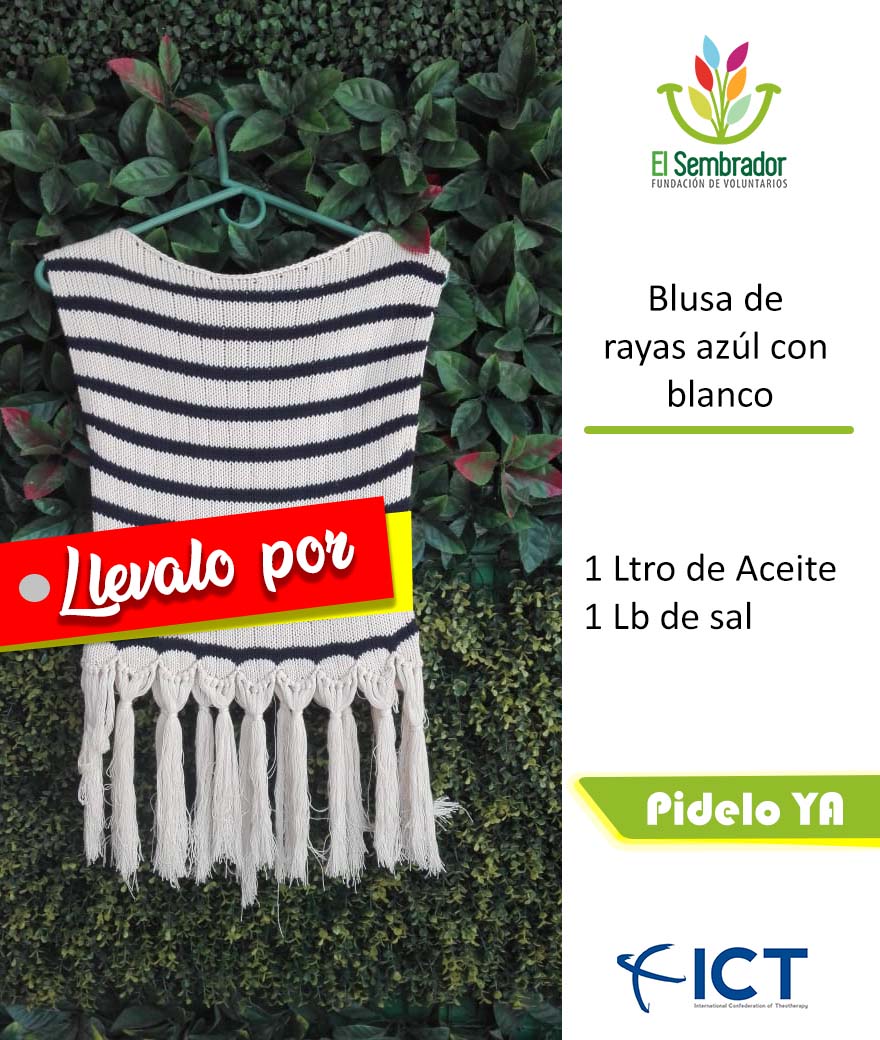 El Sembrador
FUNDACIÓN DE VOLUNTARIOS
Blusa de
rayas azúl con
blanco
Llevalo por
1 Ltro de Aceite
1 Lb de sal
Pidelo YA
ICT
International Confederation of Theotherapy